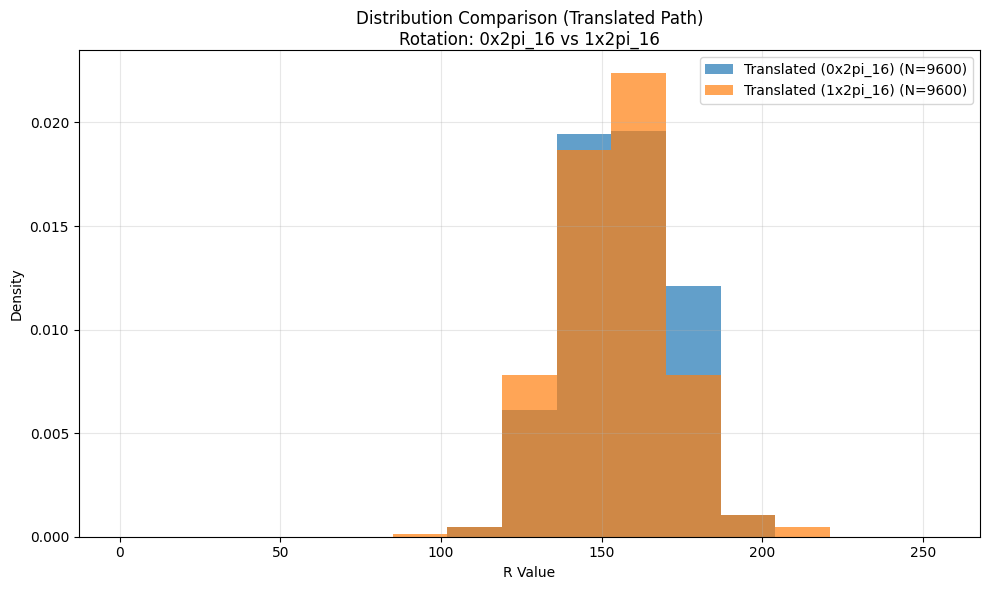 Distribution Comparison (Translated Path)
Rotation: 0x2pi_16 vs 1x2pi_16
Translated (0x2pi_16) (N=9600)
Translated (1x2pi_16) (N=9600)
Density
0.020
0.015
0.010
0.005
0.000
0
50
100
150
200
250
R Value